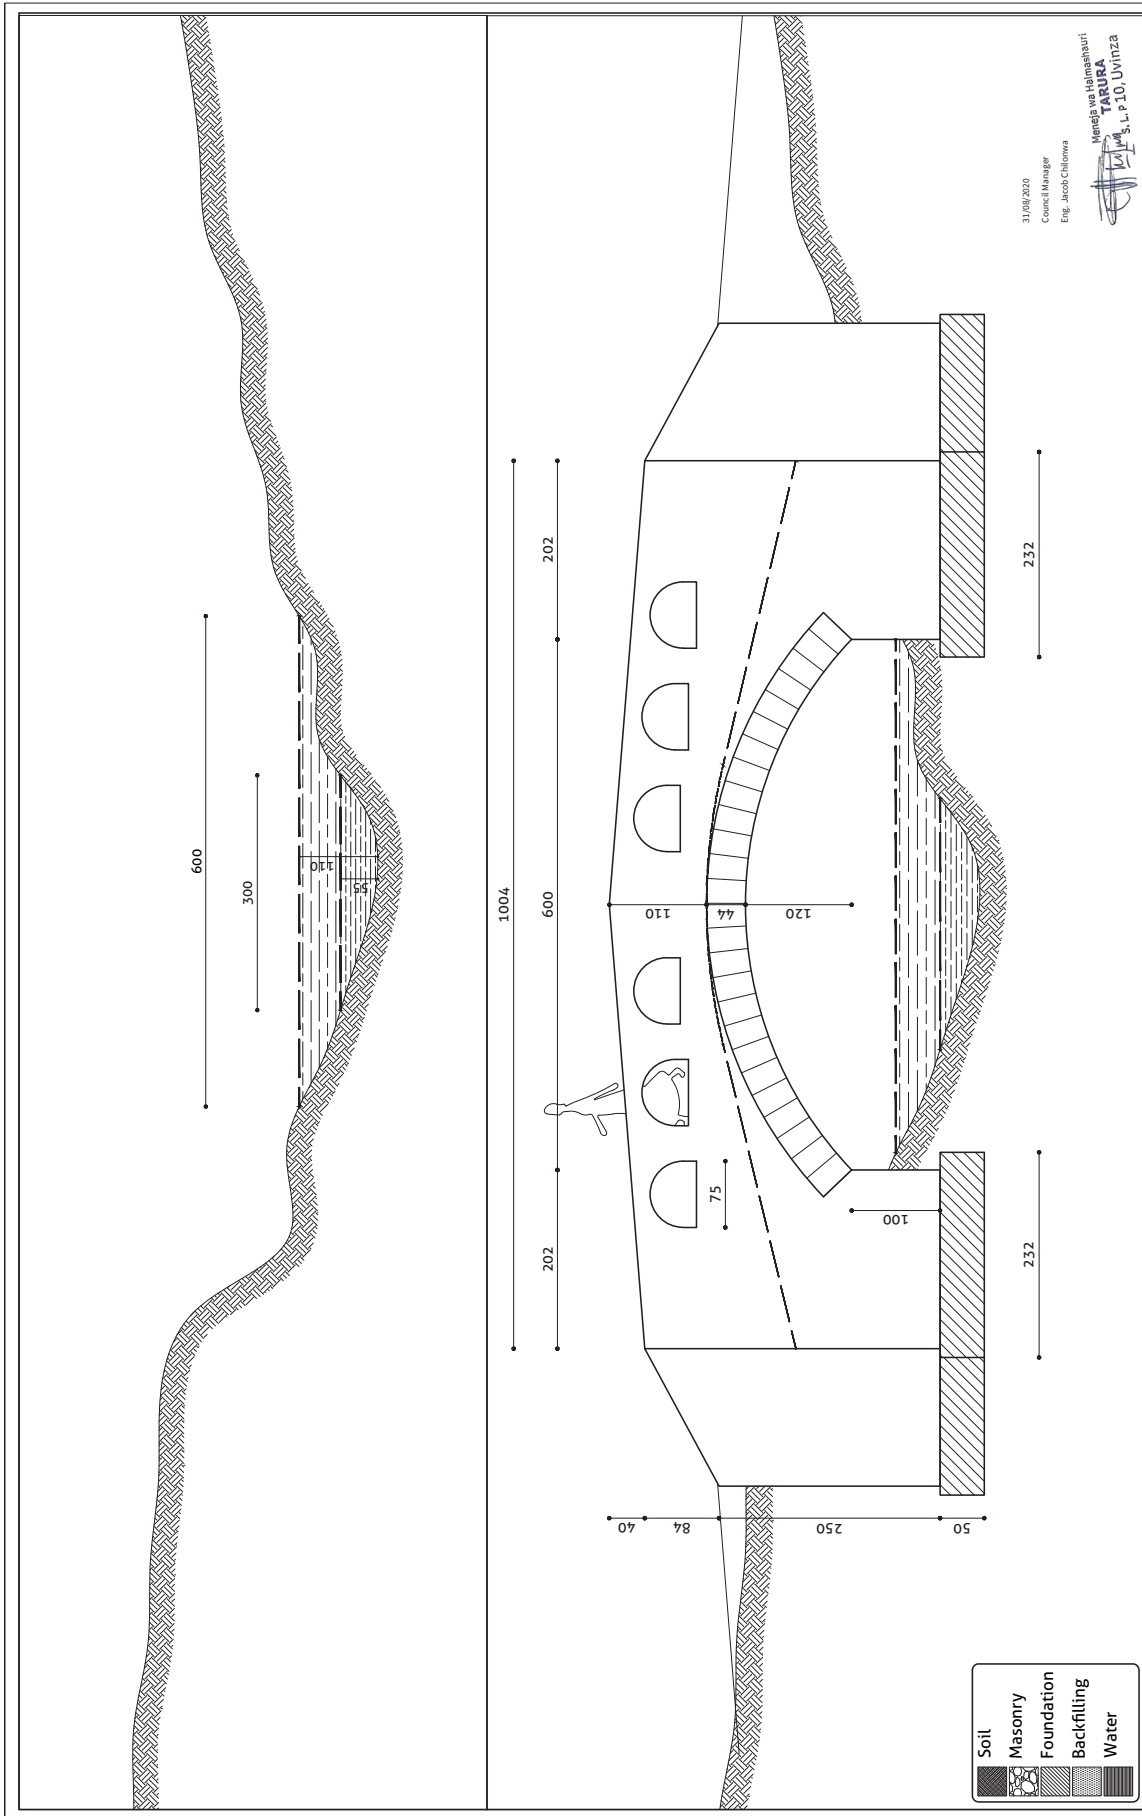 600
300
110
55
1004
202
600
202
110
44
120
75
100
232
232
40
84
250
50
31/08/2020
Council Manager
Eng. Jacob Chilonwa
Meneja wa Halmashauri
TARURA
S. L. P 10, Uvinza
Soil
Masonry
Foundation
Backfilling
Water